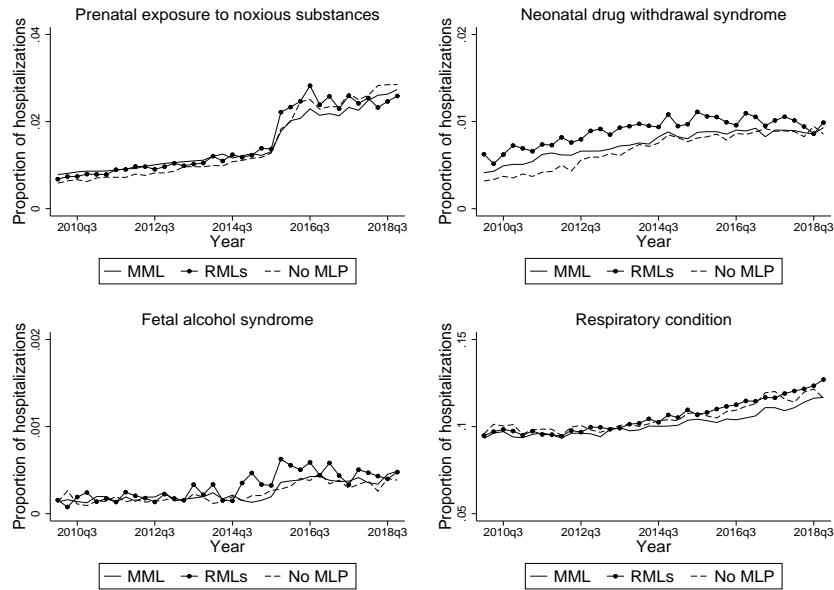 Prenatal exposure to noxious substances
Proportion of hospitalizations
0 .02 .04
2010q3 2012q3 2014q3 2016q3 2018q3
Year
MML RMLs No MLP
Neonatal drug withdrawal syndrome
Proportion of hospitalizations
0 .01 .02
2010q3 2012q3 2014q3 2016q3 2018q3
Year
MML RMLs No MLP
Fetal alcohol syndrome
Proportion of hospitalizations
0 .001 .002
2010q3 2012q3 2014q3 2016q3 2018q3
Year
MML RMLs No MLP
Respiratory condition
Proportion of hospitalizations
.05 .1 .15
2010q3 2012q3 2014q3 2016q3 2018q3
Year
MML RMLs No MLP